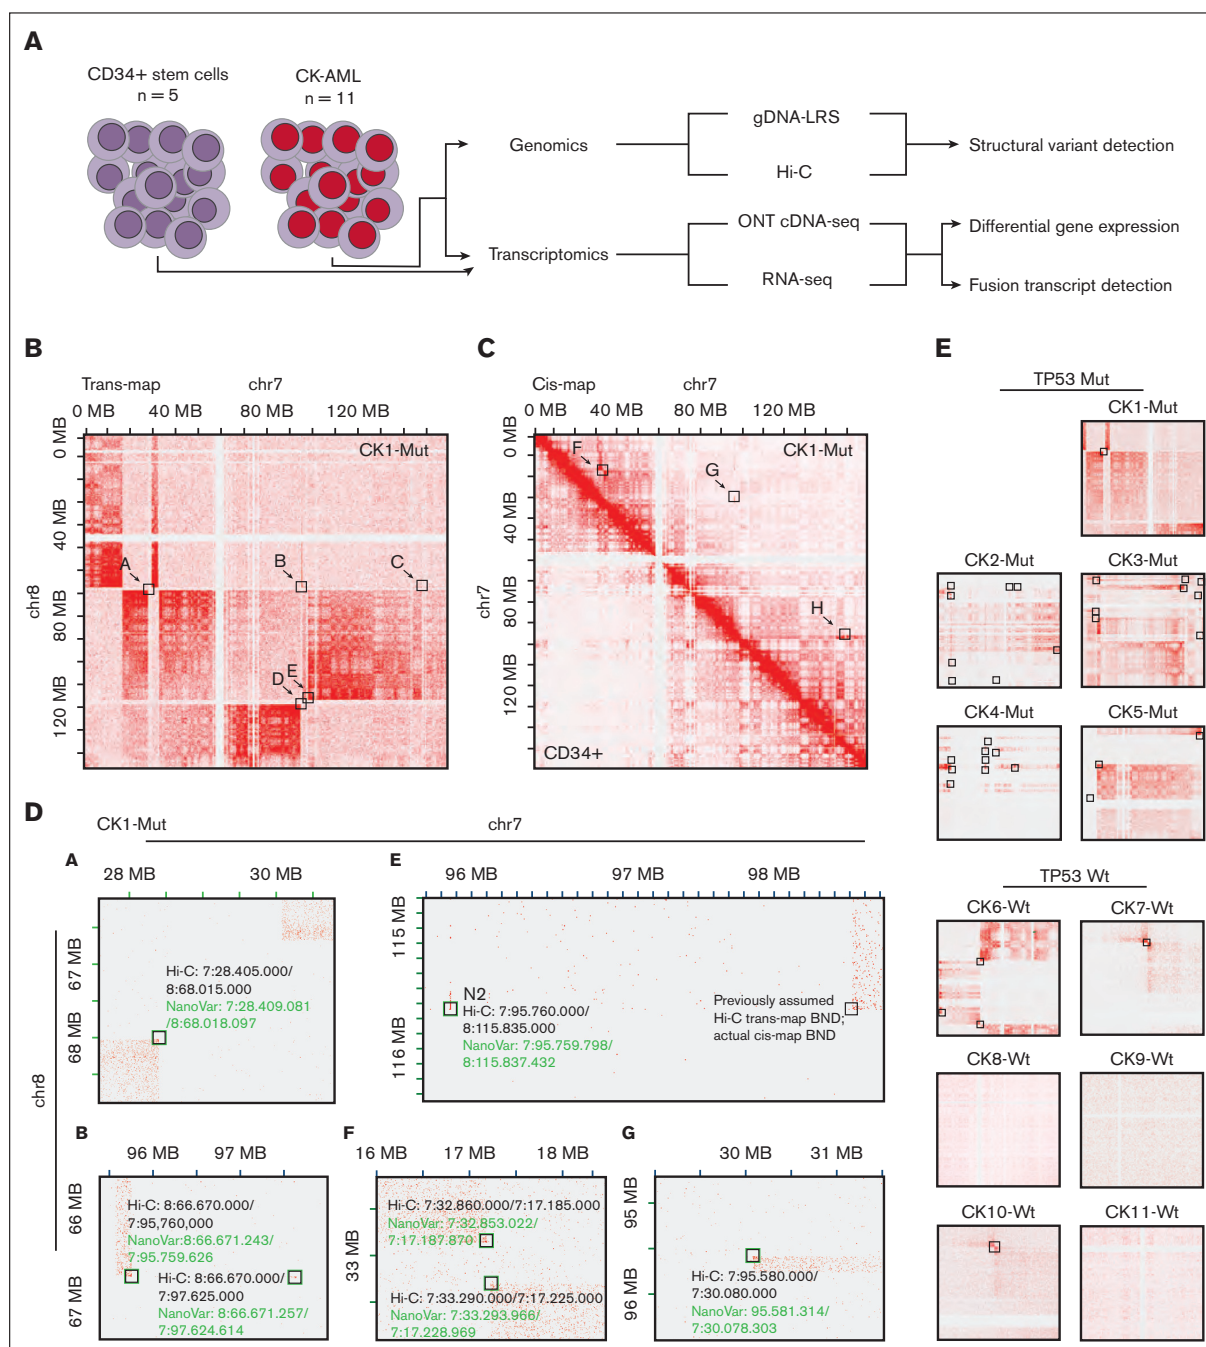 A
CD34+ stem cells
n = 5
CK-AML
n = 11
Genomics
gDNA-LRS
Hi-C
Structural variant detection
Transcriptomics
ONT cDNA-seq
RNA-seq
Differential gene expression
Fusion transcript detection
B
Trans-map
chr7
0 MB
40 MB
80 MB
120 MB
CK1-Mut
chr8
0 MB
40 MB
80 MB
120 MB
A
B
C
D
E
C
Cis-map
chr7
0 MB
40 MB
80 MB
120 MB
CK1-Mut
chr7
0 MB
40 MB
80 MB
120 MB
F
G
H
CD34+
D
CK1-Mut
chr7
chr8
A
28 MB
30 MB
67 MB
68 MB
Hi-C: 7:28.405.000/
8:68.015.000
NanoVar: 7:28.409.081
/8:68.018.097
E
96 MB
97 MB
98 MB
115 MB
116 MB
N2
Hi-C: 7:95.760.000/
8:115.835.000
NanoVar: 7:95.759.798/
8:115.837.432
Previously assumed
Hi-C trans-map BND;
actual cis-map BND
B
96 MB
97 MB
66 MB
67 MB
Hi-C: 8:66.670.000/
7:95,760,000
NanoVar:8:66.671.243/
7:95.759.626
Hi-C: 8:66.670.000/
7:97.625.000
NanoVar: 8:66.671.257/
7:97.624.614
F
16 MB
17 MB
18 MB
33 MB
Hi-C: 7:32.860.000/7:17.185.000
NanoVar: 7:32.853.022/
7:17.187.870
Hi-C: 7:33.290.000/7:17.225.000
NanoVar: 7:33.293.966/
7:17.228.969
G
30 MB
31 MB
95 MB
96 MB
Hi-C: 7:95.580.000/
7:30.080.000
NanoVar: 95.581.314/
7:30.078.303
E
TP53 Mut
CK1-Mut
CK2-Mut
CK3-Mut
CK4-Mut
CK5-Mut
TP53 Wt
CK6-Wt
CK7-Wt
CK8-Wt
CK9-Wt
CK10-Wt
CK11-Wt